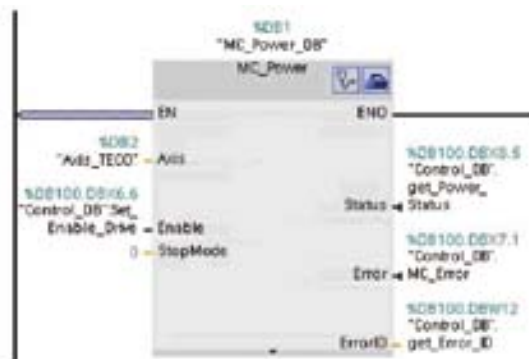 %DB1
"MC_Power_DB"
MC_Power
EN
ENO
%DB2
"Axis_TECO"
Axis
%DB100.DBX6.6
"Control_DB".Set_
Enable_Drive
Enable
0
StopMode
%DB100.DBX8.5
"Control_DB".
get_Power_
Status
Status
%DB100.DBX7.1
"Control_DB".
MC_Error
Error
%DB100.DBW12
"Control_DB".
get_Error_ID
ErrorID